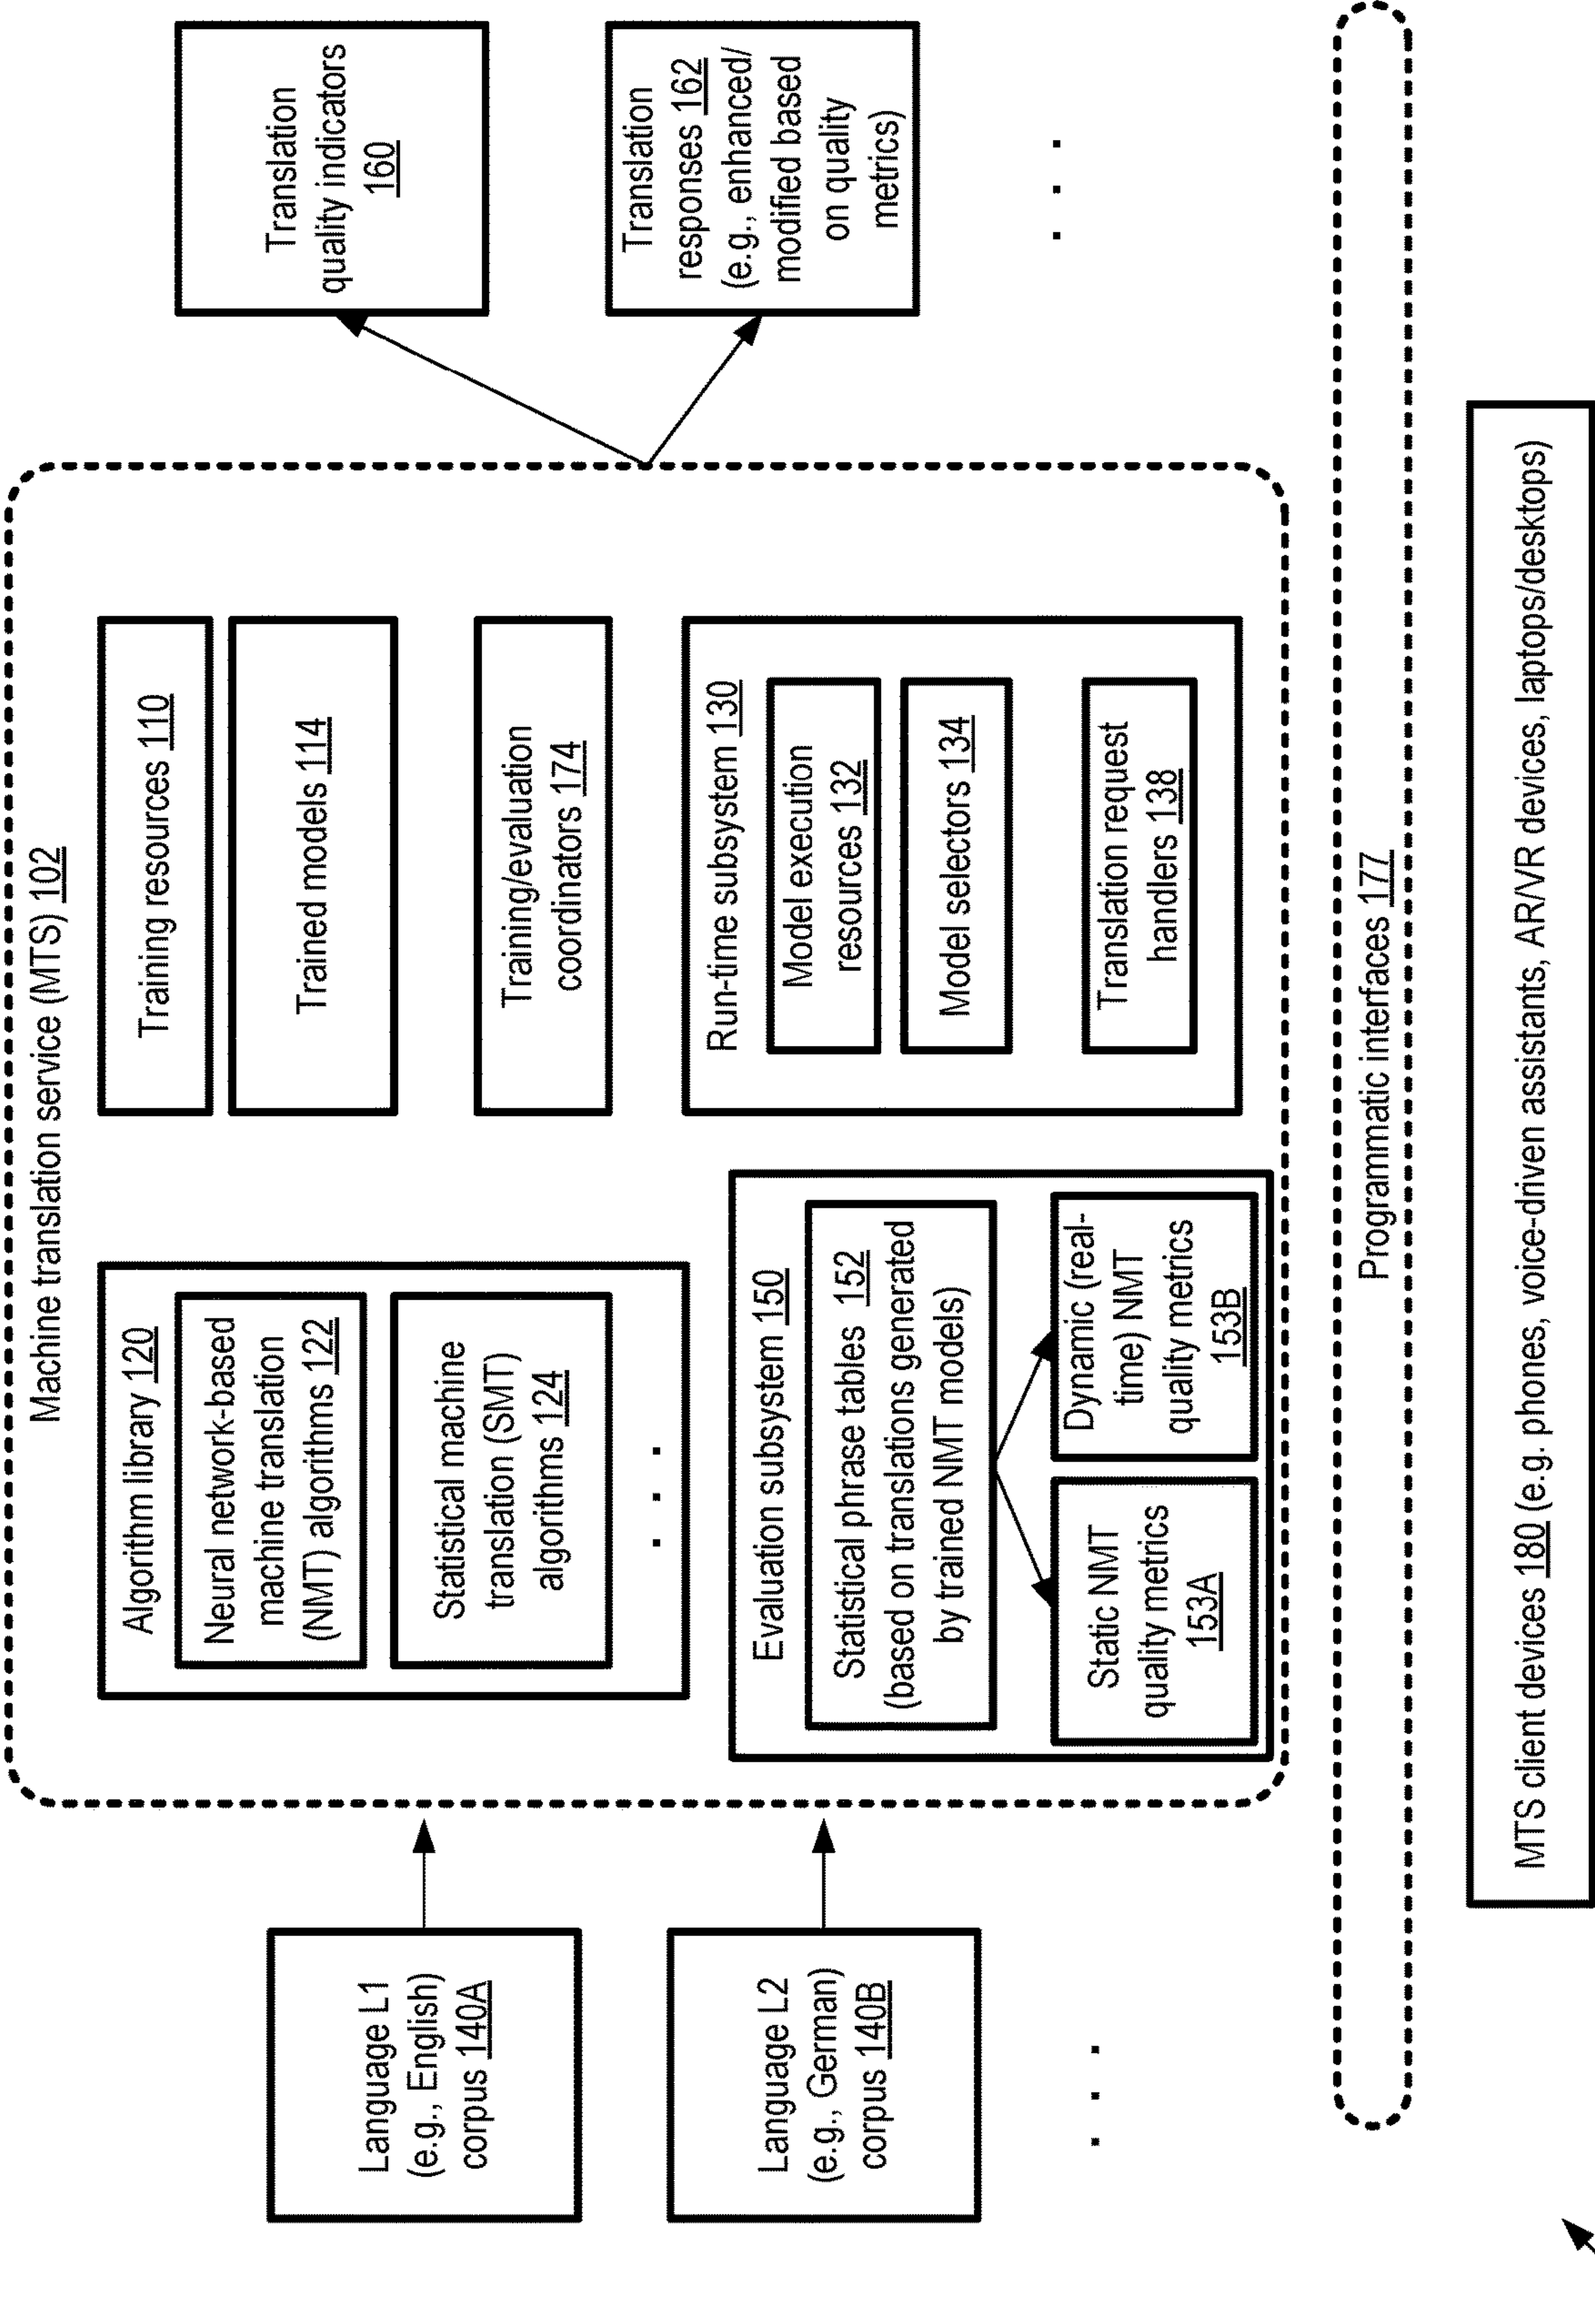 Machine translation service (MTS) 102
Language L1
(e.g., English)
corpus 140A
Language L2
(e.g., German)
corpus 140B
. . .
Algorithm library 120
Neural network-based
machine translation
(NMT) algorithms 122
Statistical machine
translation (SMT)
algorithms 124
. . .
Evaluation subsystem 150
Statistical phrase tables 152
(based on translations generated
by trained NMT models)
Static NMT
quality metrics
153A
Dynamic (real-
time) NMT
quality metrics
153B
Training resources 110
Trained models 114
Training/evaluation
coordinators 174
Run-time subsystem 130
Model execution
resources 132
Model selectors 134
Translation request
handlers 138
Translation
quality indicators
160
Translation
responses 162
(e.g., enhanced/
modified based
on quality
metrics)
. . .
Programmatic interfaces 177
MTS client devices 180 (e.g. phones, voice-driven assistants, AR/VR devices, laptops/desktops)